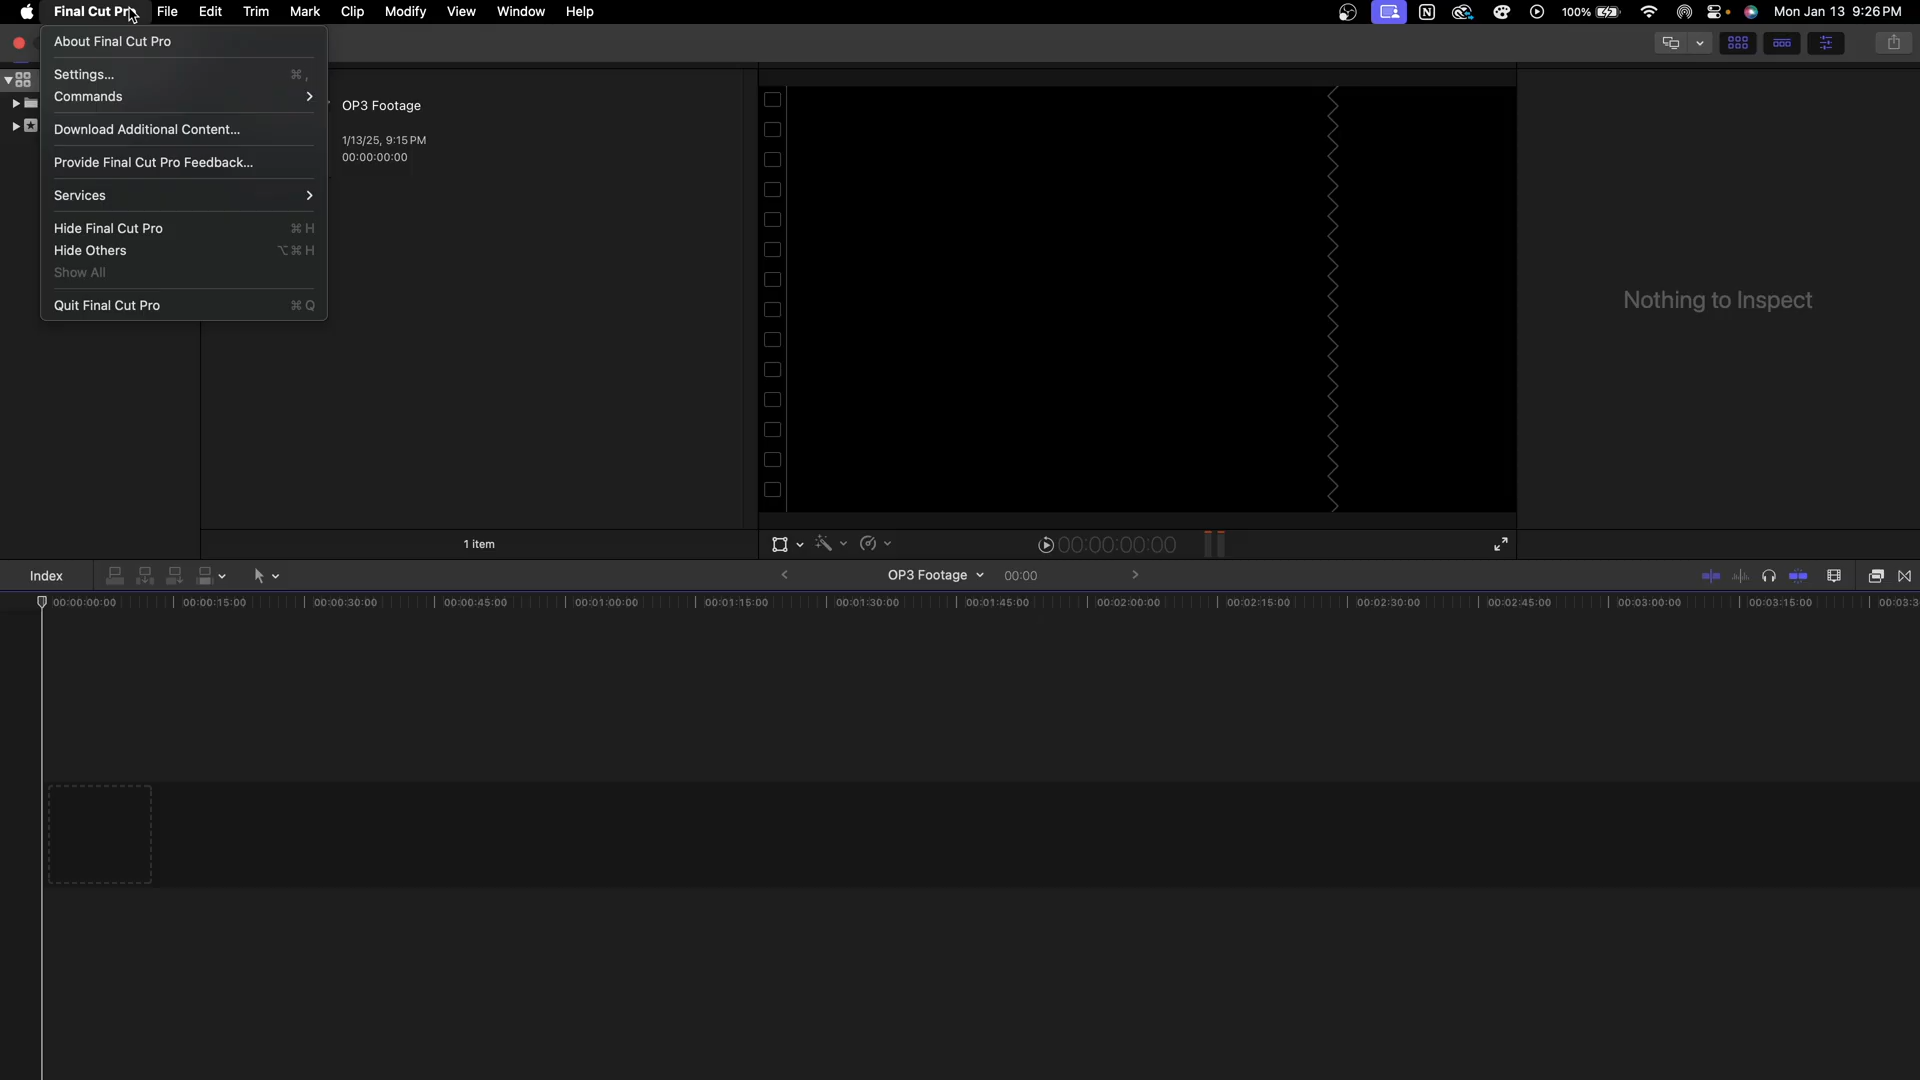 Final Cut Pro File Edit Trim Mark Clip Modify View Window Help 100% Mon Jan 13 9:26 PM
About Final Cut Pro
Settings... ⌘ ,
Commands
Download Additional Content...
Provide Final Cut Pro Feedback...
Services
Hide Final Cut Pro ⌘ H
Hide Others ⌥ ⌘ H
Show All
Quit Final Cut Pro ⌘ Q
OP3 Footage
1/13/25, 9:15 PM
00:00:00:00
Nothing to Inspect
1 item
00:00:00:00
Index
OP3 Footage 00:00
00:00:00:00 00:00:15:00 00:00:30:00 00:00:45:00 00:01:00:00 00:01:15:00 00:01:30:00 00:01:45:00 00:02:00:00 00:02:15:00 00:02:30:00 00:02:45:00 00:03:00:00 00:03:15:00 00:03:3